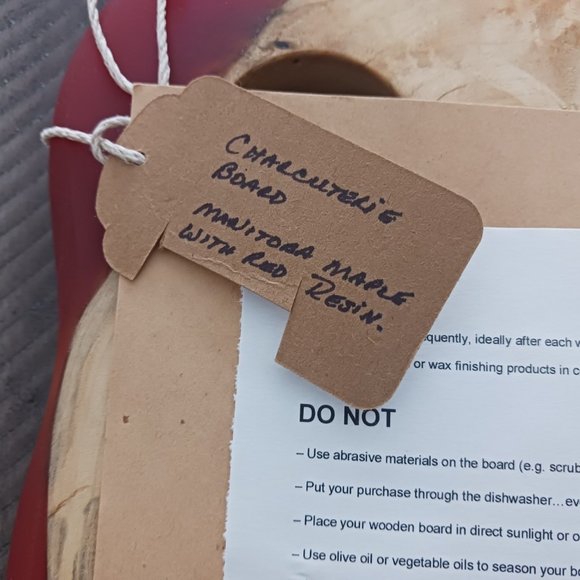 CHARCUTERIE
BOARD
MANITOBA MAPLE
WITH RED RESIN.
quently, ideally after each
or wax finishing products in
DO NOT
– Use abrasive materials on the board (e.g. scrub
– Put your purchase through the dishwasher…ev
– Place your wooden board in direct sunlight or
– Use olive oil or vegetable oils to season your